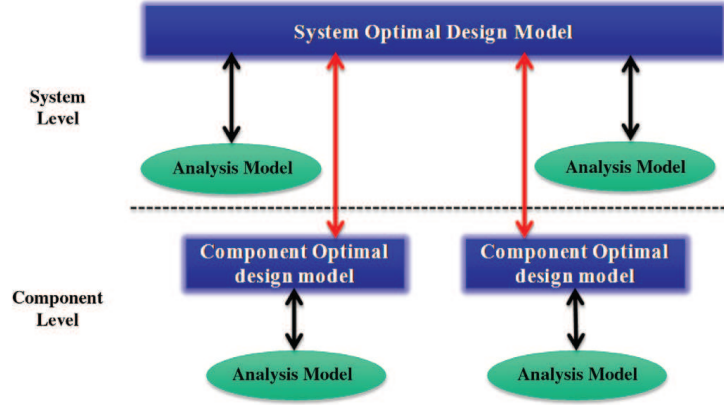 System Optimal Design Model
System
Level
Analysis Model
Analysis Model
Component Optimal
design model
Component Optimal
design model
Component
Level
Analysis Model
Analysis Model